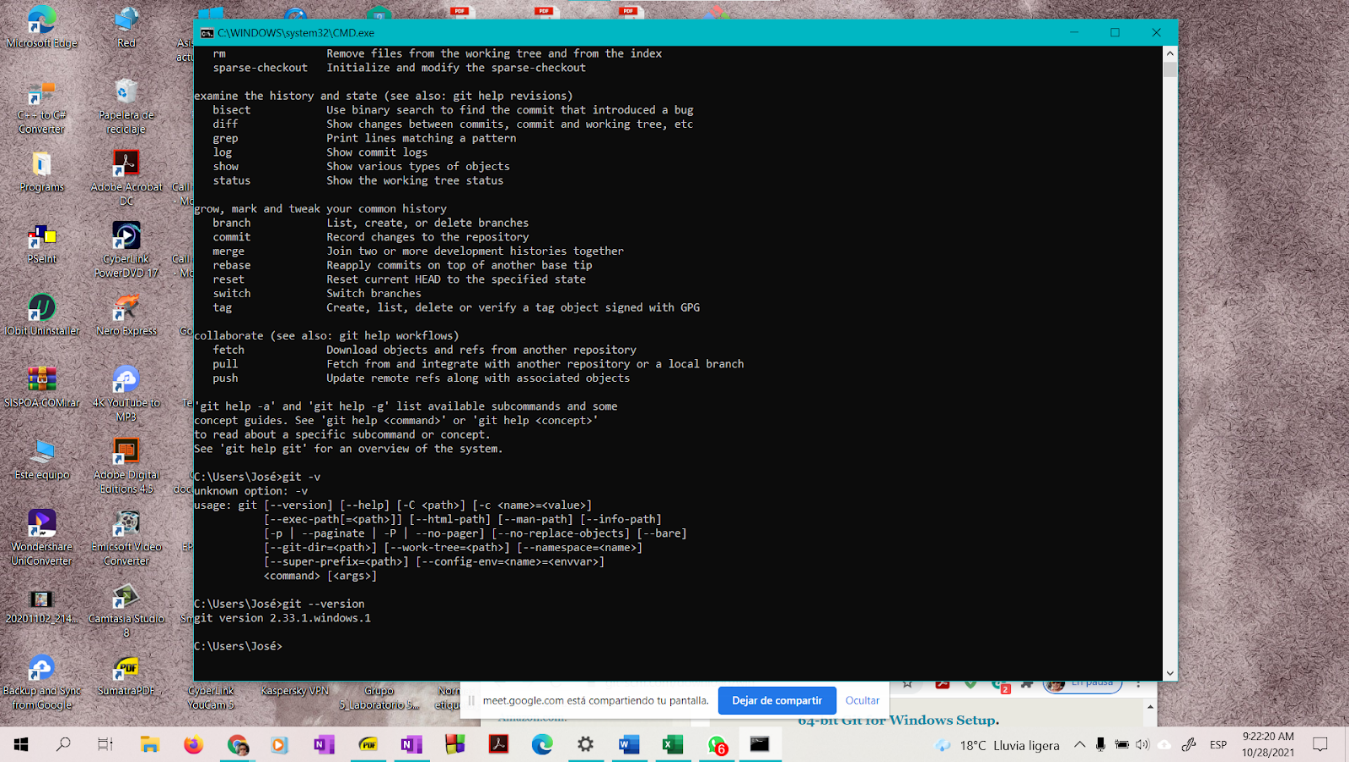 C:\WINDOWS\system32\CMD.exe
rm Remove files from the working tree and from the index
sparse-checkout Initialize and modify the sparse-checkout
examine the history and state (see also: git help revisions)
bisect Use binary search to find the commit that introduced a bug
diff Show changes between commits, commit and working tree, etc
grep Print lines matching a pattern
log Show commit logs
show Show various types of objects
status Show the working tree status
grow, mark and tweak your common history
branch List, create, or delete branches
commit Record changes to the repository
merge Join two or more development histories together
rebase Reapply commits on top of another base tip
reset Reset current HEAD to the specified state
switch Switch branches
tag Create, list, delete or verify a tag object signed with GPG
collaborate (see also: git help workflows)
fetch Download objects and refs from another repository
pull Fetch from and integrate with another repository or a local branch
push Update remote refs along with associated objects
'git help -a' and 'git help -g' list available subcommands and some
concept guides. See 'git help <command>' or 'git help <concept>'
to read about a specific subcommand or concept.
See 'git help git' for an overview of the system.
C:\Users\José>git -v
unknown option: -v
usage: git [--version] [--help] [-C <path>] [-c <name>=<value>]
[--exec-path[=<path>]] [--html-path] [--man-path] [--info-path]
[-p | --paginate | -P | --no-pager] [--no-replace-objects] [--bare]
[--git-dir=<path>] [--work-tree=<path>] [--namespace=<name>]
[--super-prefix=<path>] [--config-env=<name>=<envvar>]
<command> [<args>]
C:\Users\José>git --version
git version 2.33.1.windows.1
C:\Users\José>
Microsoft Edge
Red
C++ to C#
Converter
Papelera de
reciclaje
Programs
Adobe Acrobat
DC
PSeInt
CyberLink
PowerDVD 17
IObit Uninstaller
Nero Express
SISPOA-COM.rar
4K YouTube to
MP3
Este equipo
Adobe Digital
Editions 4.5
Wondershare
UniConverter
Emicsoft Video
Converter
20201102_214...
Camtasia Studio
8
Backup and Sync
from Google
SumatraPDF
CyberLink
YouCam 5
Kaspersky VPN
Grupo
5_Laboratorio 5...
PDF
PDF
PDF
meet.google.com está compartiendo tu pantalla.
Dejar de compartir
Ocultar
2
En pausa
Amazon.com.
64-bit Git for Windows Setup.
6
18°C Lluvia ligera
ESP
9:22:20 AM
10/28/2021